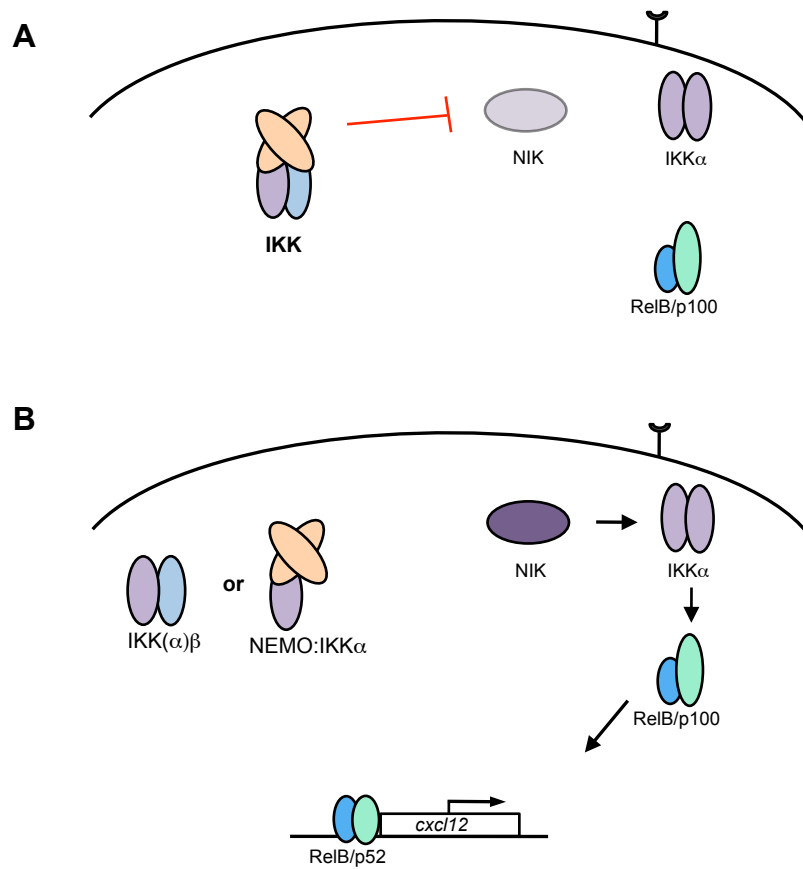 A
NIK
IKKα
IKK
RelB/p100
B
NIK
IKKα
or
IKK(α)β
NEMO:IKKα
RelB/p100
cxcl12
RelB/p52